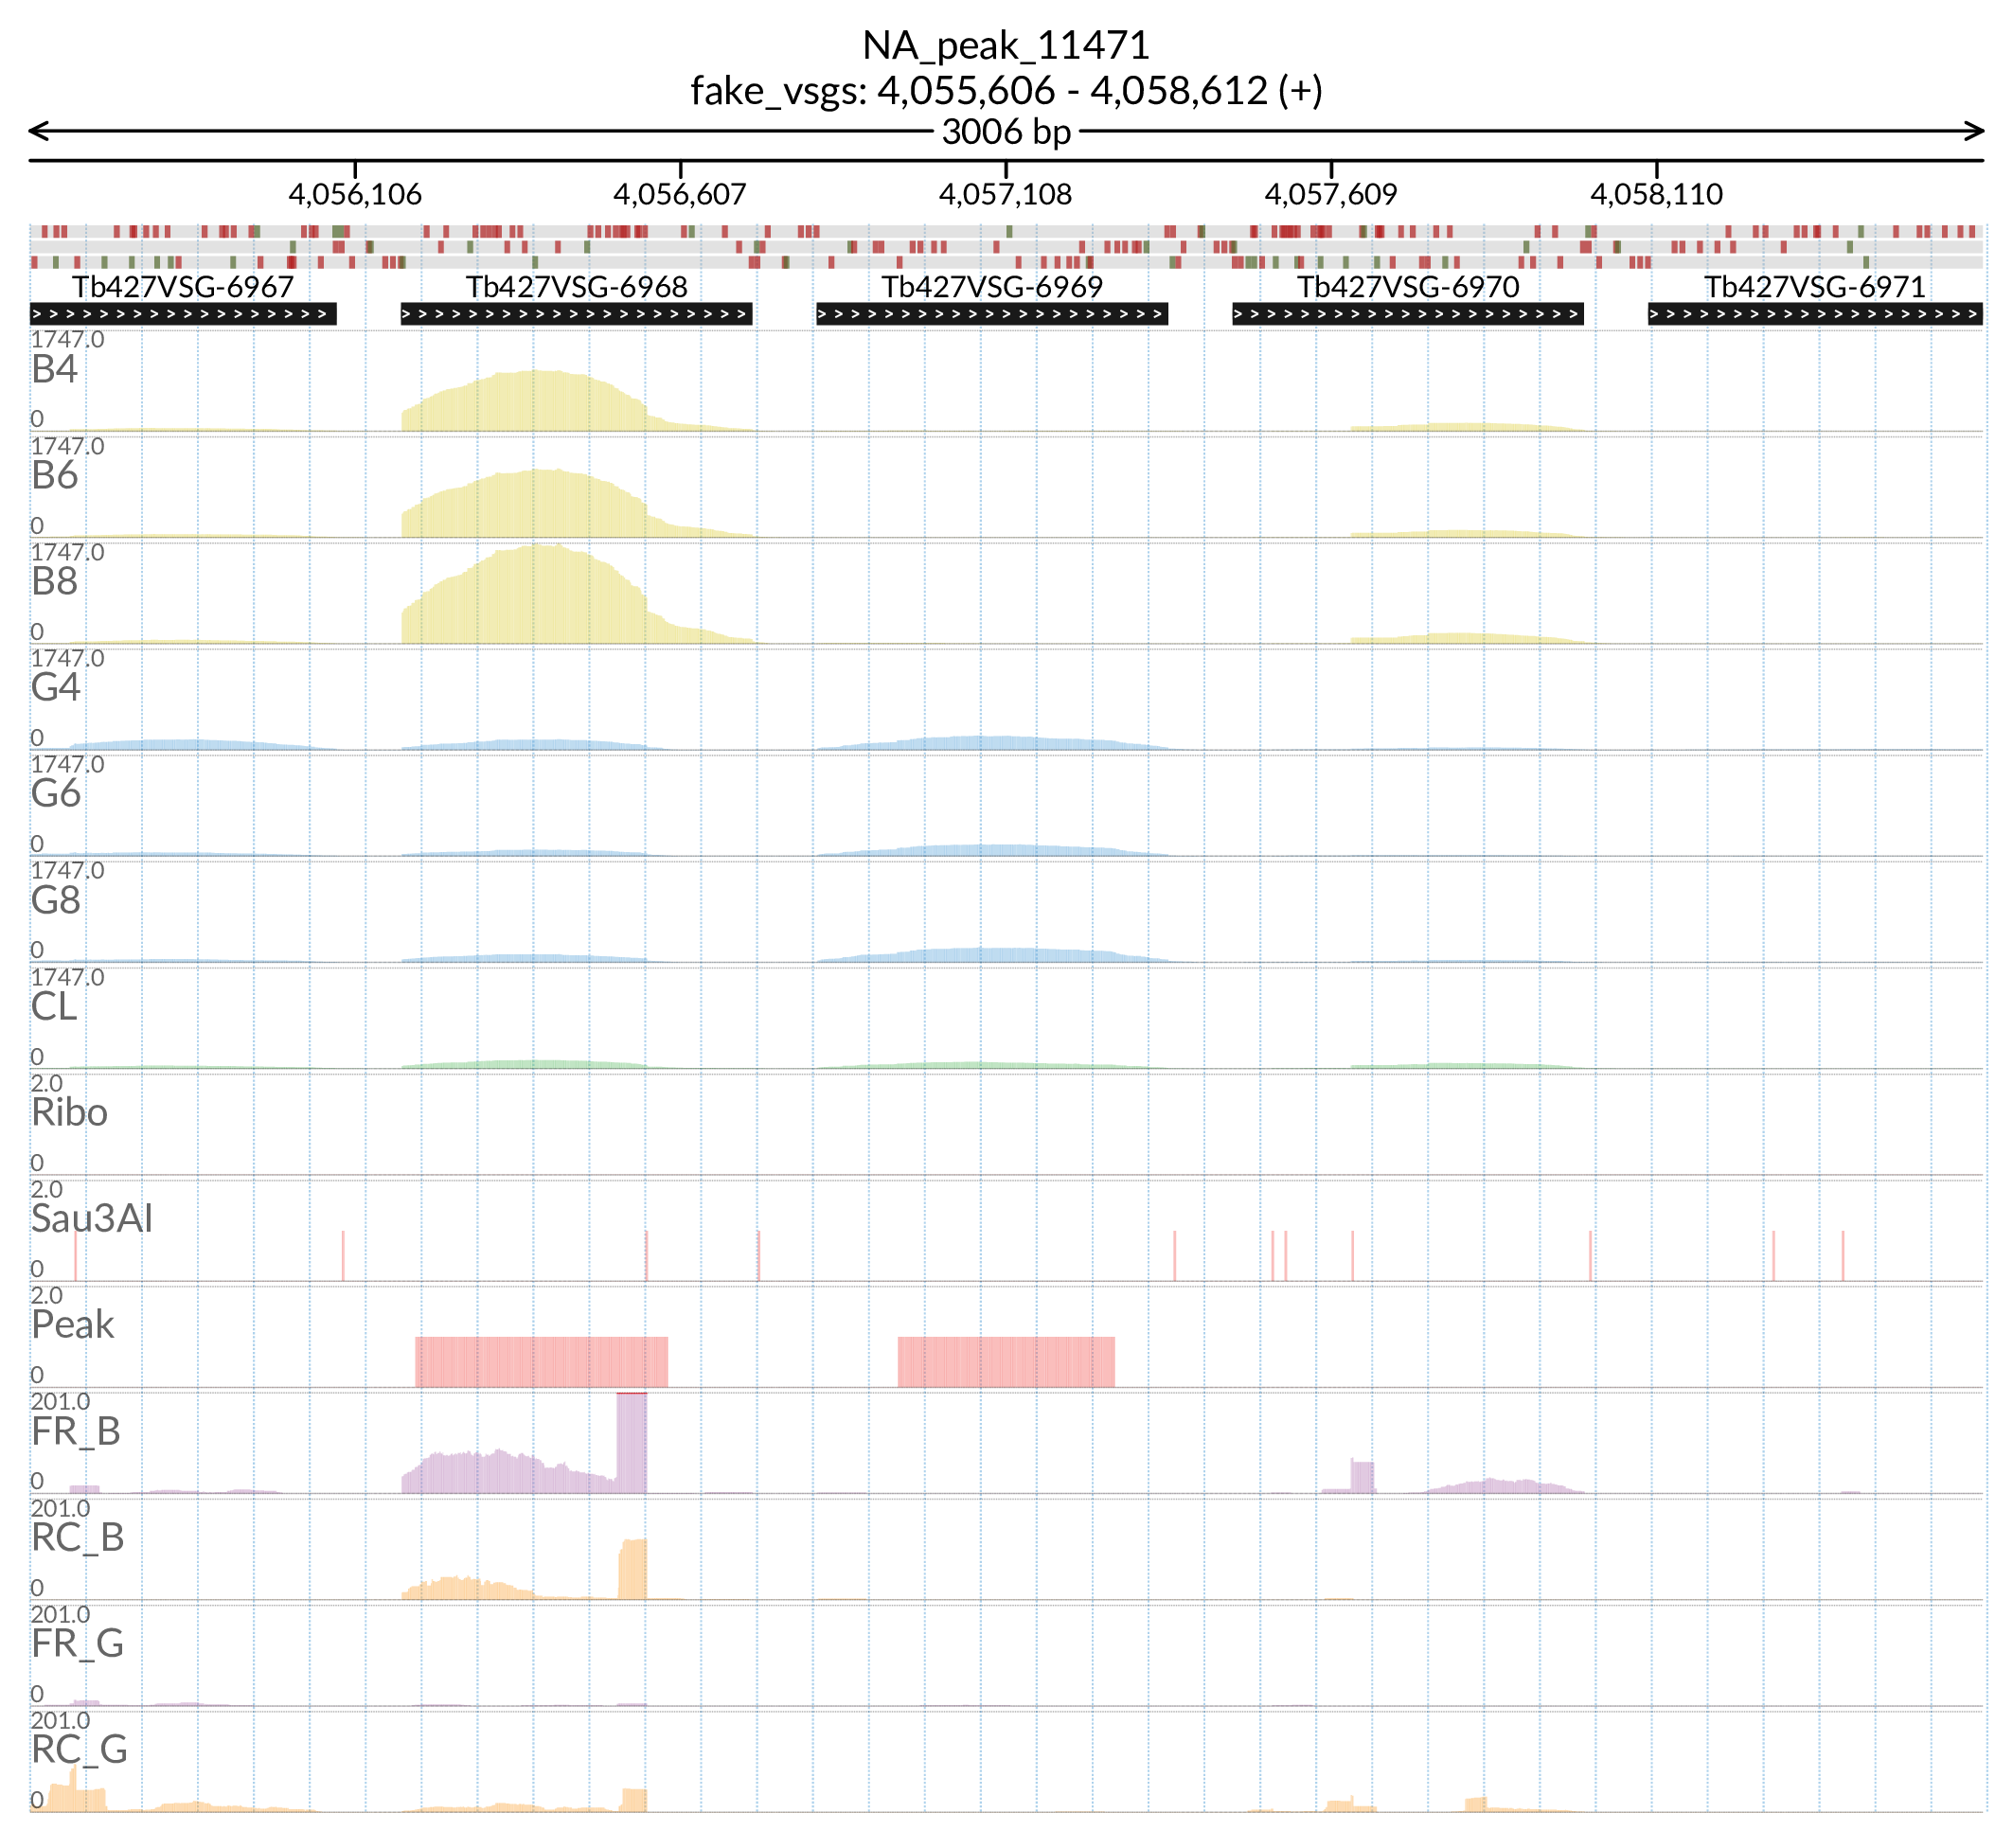 NA_peak_11471
fake_vsgs: 4,055,606 - 4,058,612 (+)
3006 bp
4,056,106 4,056,607 4,057,108 4,057,609 4,058,110
Tb427VSG-6967 Tb427VSG-6968 Tb427VSG-6969 Tb427VSG-6970 Tb427VSG-6971
1747.0
B4
0
1747.0
B6
0
1747.0
B8
0
1747.0
G4
0
1747.0
G6
0
1747.0
G8
0
1747.0
CL
0
2.0
Ribo
0
2.0
Sau3AI
0
2.0
Peak
0
201.0
FR_B
0
201.0
RC_B
0
201.0
FR_G
0
201.0
RC_G
0